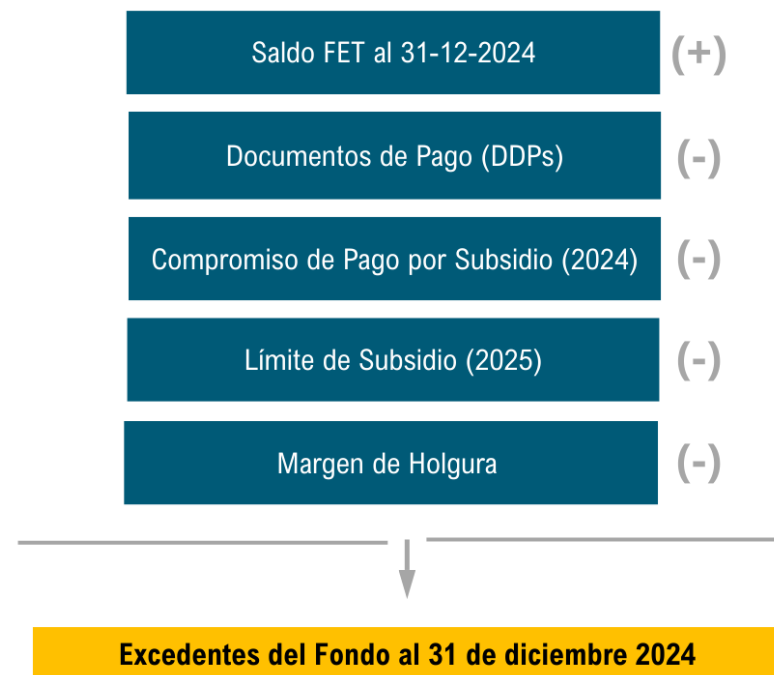 Saldo FET al 31-12-2024 (+)
Documentos de Pago (DDPs) (-)
Compromiso de Pago por Subsidio (2024) (-)
Límite de Subsidio (2025) (-)
Margen de Holgura (-)
Excedentes del Fondo al 31 de diciembre 2024